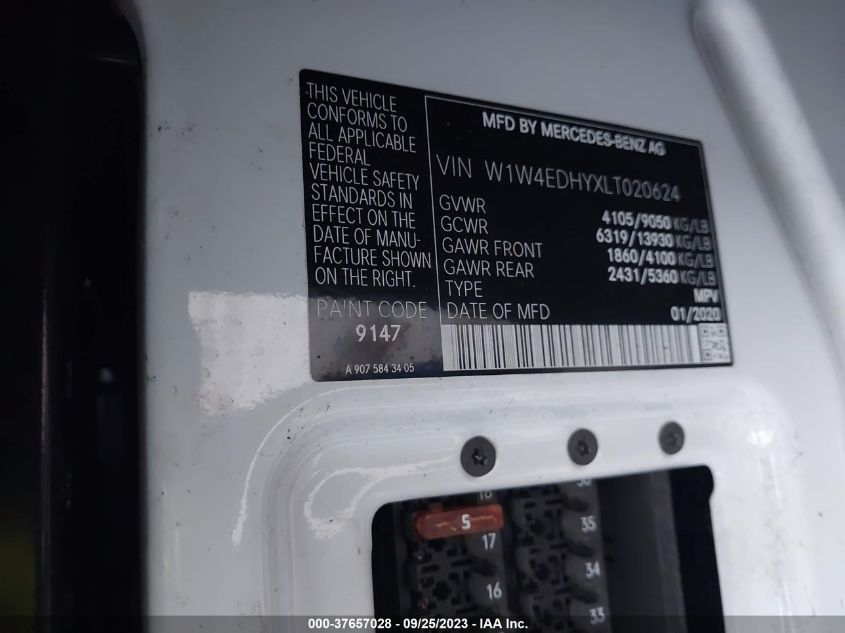 THIS VEHICLE
CONFORMS TO
ALL APPLICABLE
FEDERAL
VEHICLE SAFETY
STANDARDS IN
EFFECT ON THE
DATE OF MANU-
FACTURE SHOWN
ON THE RIGHT.
PAINT CODE
9147
A 907 584 34 05
MFD BY MERCEDES-BENZ AG
VIN W1W4EDHYXLT020624
GVWR 4105/9050 KG/LB
GCWR 6319/13930 KG/LB
GAWR FRONT 1860/4100 KG/LB
GAWR REAR 2431/5360 KG/LB
TYPE MPV
DATE OF MFD 01/2020
18
5
17
16
36
35
34
33
000-37657028 - 09/25/2023 - IAA Inc.